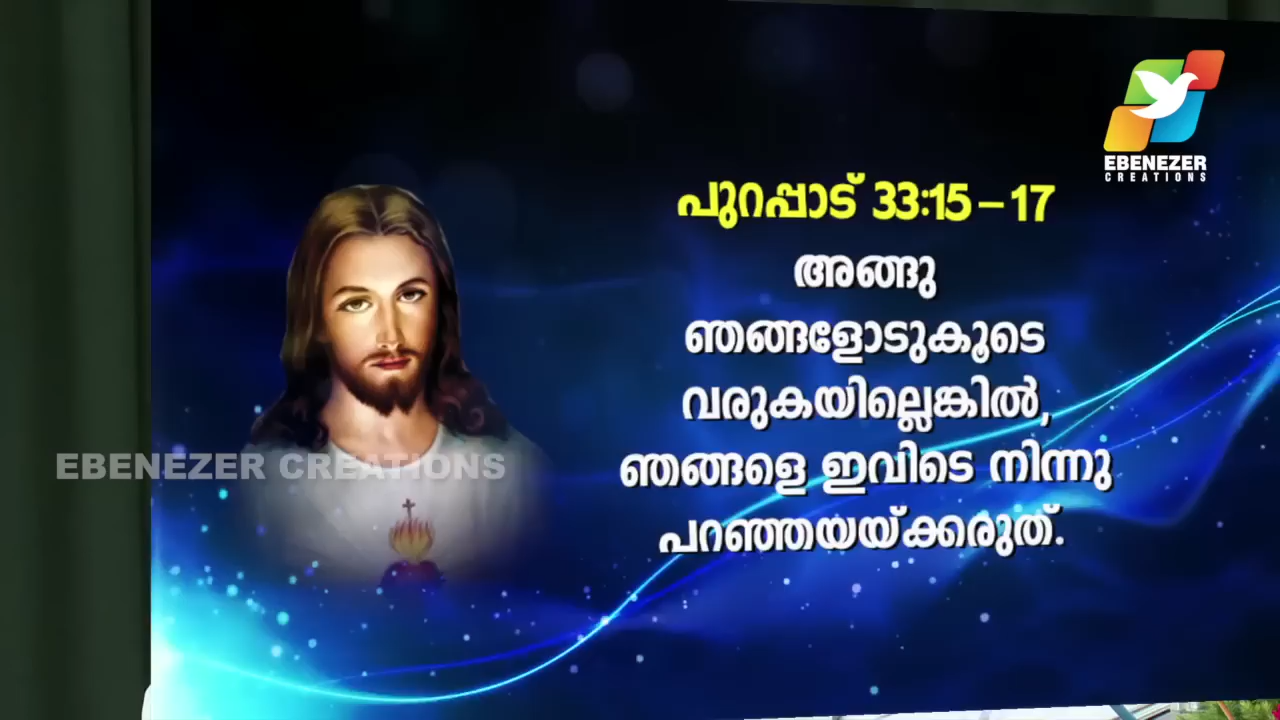 EBENEZER
CREATIONS
പുറപ്പാട് 33:15 – 17
അങ്ങു
ഞങ്ങളോടുകൂടെ
വരുകയില്ലെങ്കിൽ,
ഞങ്ങളെ ഇവിടെ നിന്നു
പറഞ്ഞയയ്ക്കരുത്.
EBENEZER CREATIONS